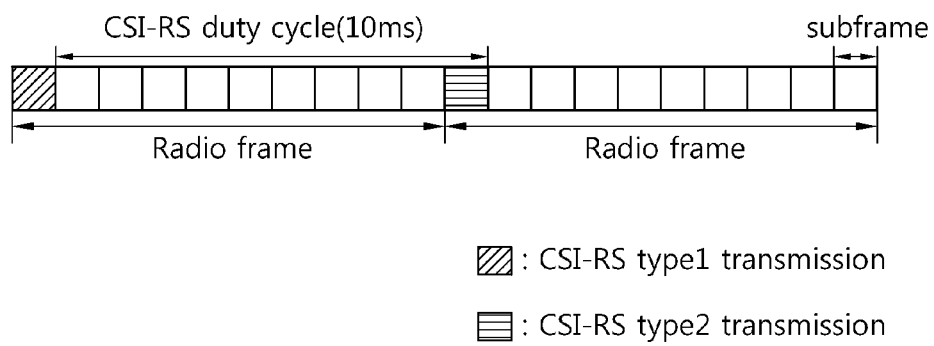 CSI-RS duty cycle(10ms)
subframe
Radio frame
Radio frame
: CSI-RS type1 transmission
: CSI-RS type2 transmission